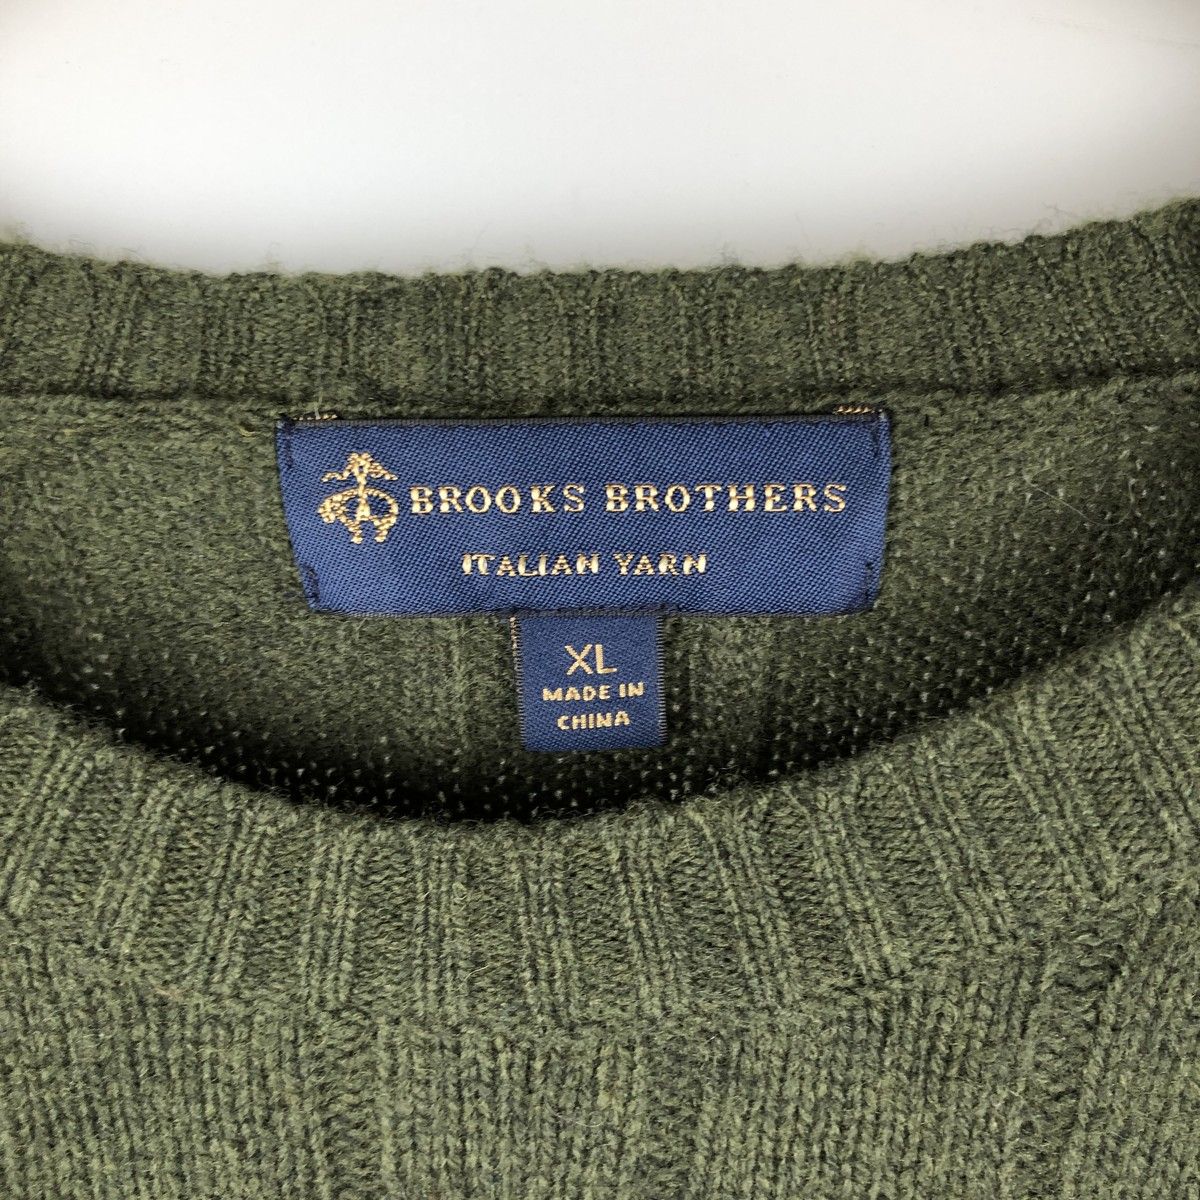 BROOKS BROTHERS
ITALIAN YARN
XL
MADE IN
CHINA